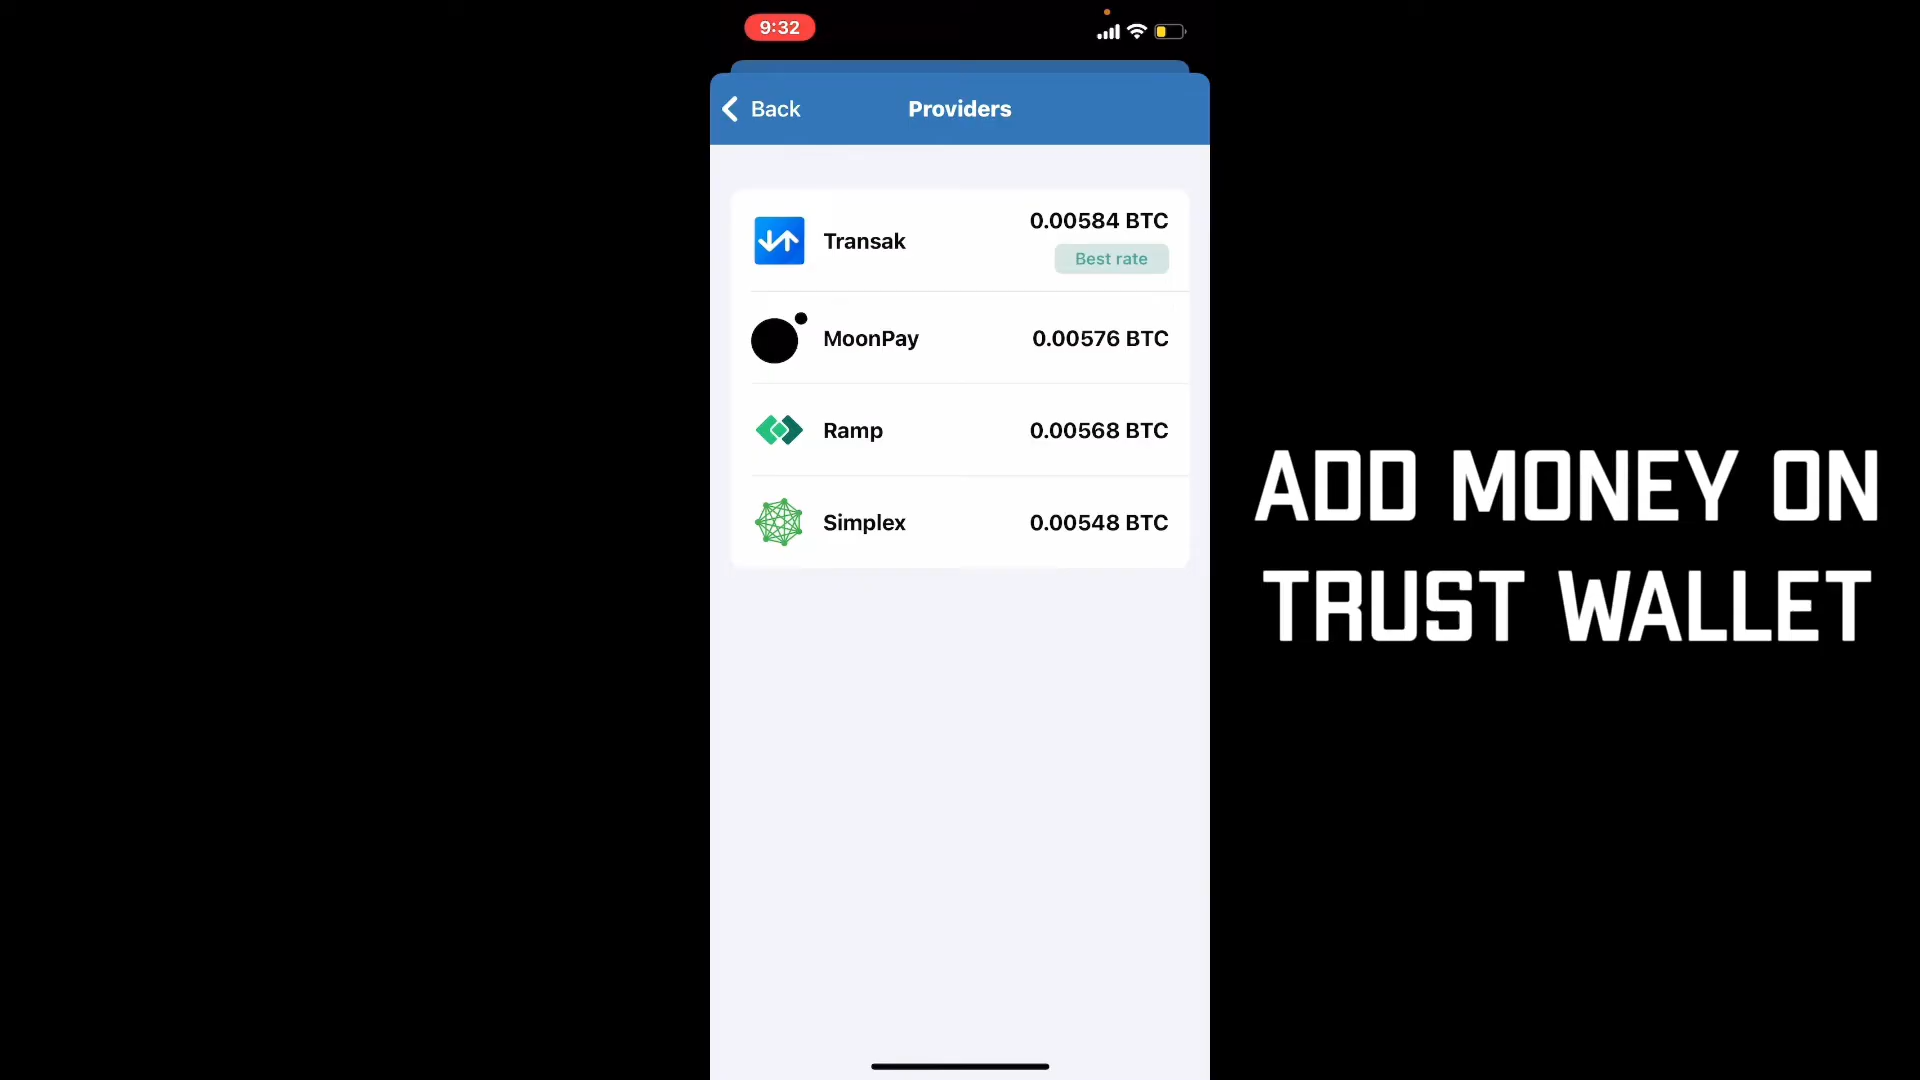 9:32
Back
Providers
Transak
0.00584 BTC
Best rate
MoonPay
0.00576 BTC
Ramp
0.00568 BTC
Simplex
0.00548 BTC
ADD MONEY ON
TRUST WALLET